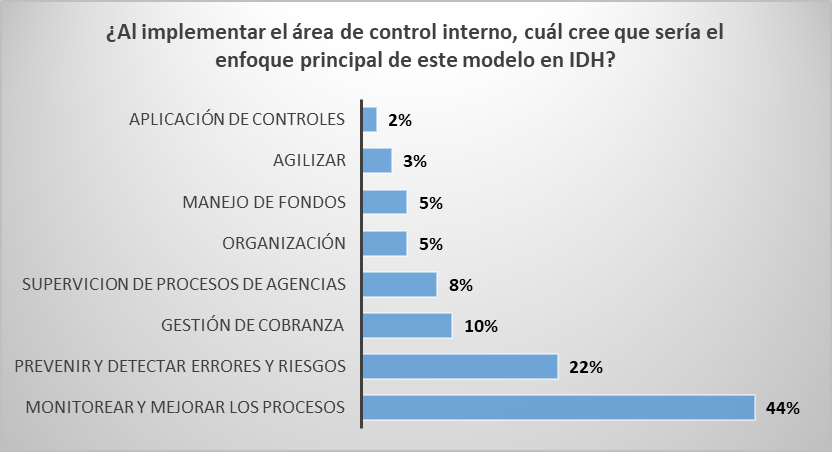 ¿Al implementar el área de control interno, cuál cree que sería el
enfoque principal de este modelo en IDH?
APLICACIÓN DE CONTROLES 2%
AGILIZAR 3%
MANEJO DE FONDOS 5%
ORGANIZACIÓN 5%
SUPERVICION DE PROCESOS DE AGENCIAS 8%
GESTIÓN DE COBRANZA 10%
PREVENIR Y DETECTAR ERRORES Y RIESGOS 22%
MONITOREAR Y MEJORAR LOS PROCESOS 44%